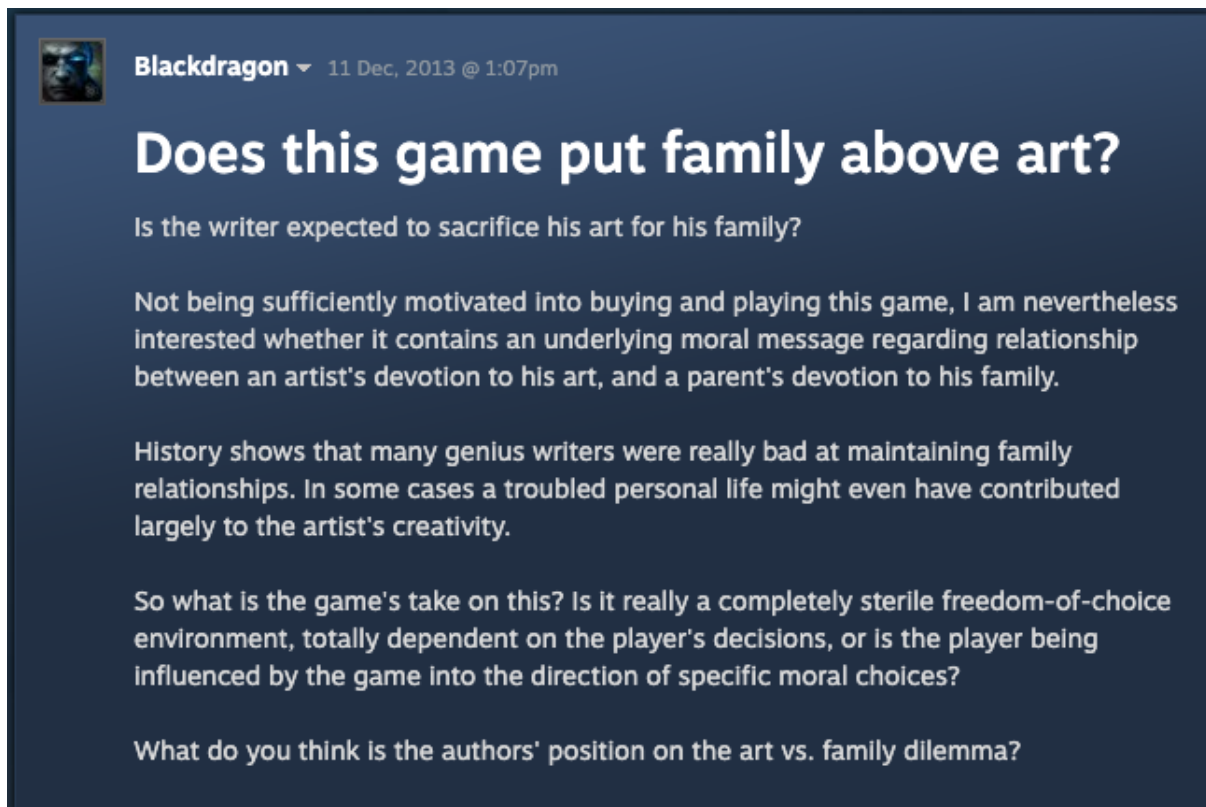 Blackdragon 11 Dec, 2013 @ 1:07pm
Does this game put family above art?
Is the writer expected to sacrifice his art for his family?
Not being sufficiently motivated into buying and playing this game, I am nevertheless
interested whether it contains an underlying moral message regarding relationship
between an artist's devotion to his art, and a parent's devotion to his family.
History shows that many genius writers were really bad at maintaining family
relationships. In some cases a troubled personal life might even have contributed
largely to the artist's creativity.
So what is the game's take on this? Is it really a completely sterile freedom-of-choice
environment, totally dependent on the player's decisions, or is the player being
influenced by the game into the direction of specific moral choices?
What do you think is the authors' position on the art vs. family dilemma?